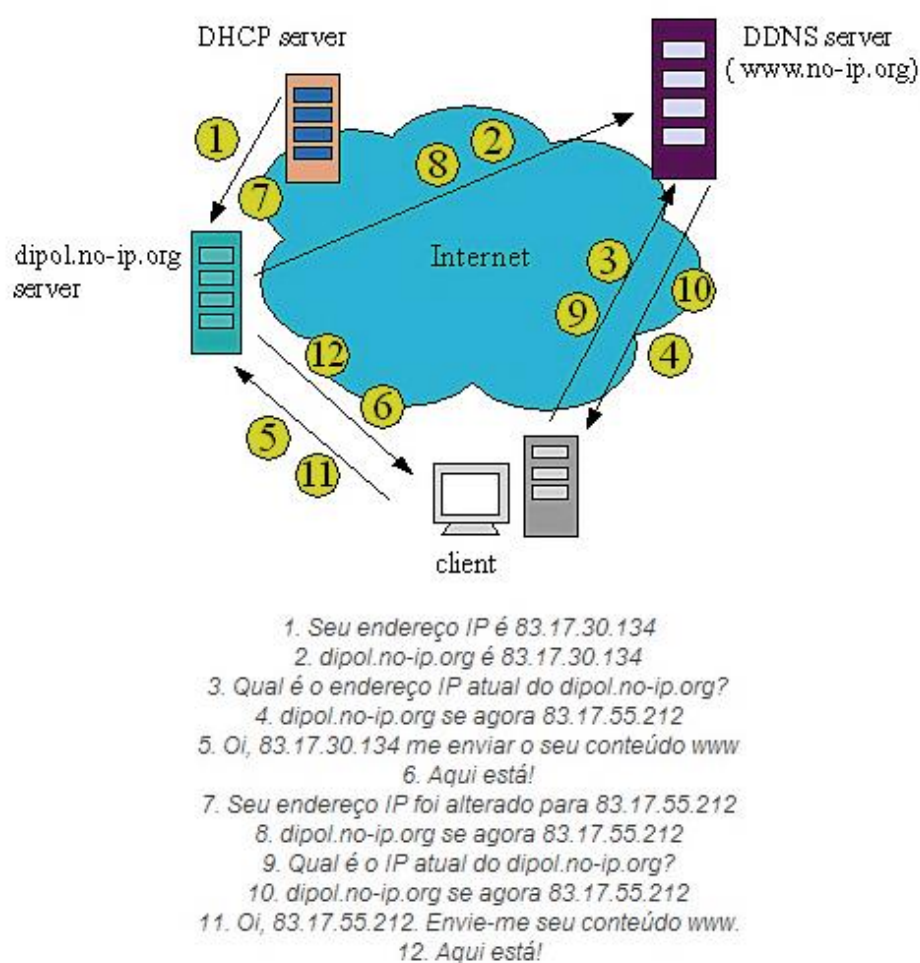 DHCP server
DDNS server
( www.no-ip.org)
1
2
8
7
dipol.no-ip.org
server
Internet
3
9
10
4
12
6
5
11
client
1. Seu endereço IP é 83.17.30.134
2. dipol.no-ip.org é 83.17.30.134
3. Qual é o endereço IP atual do dipol.no-ip.org?
4. dipol.no-ip.org se agora 83.17.55.212
5. Oi, 83.17.30.134 me enviar o seu conteúdo www
6. Aqui está!
7. Seu endereço IP foi alterado para 83.17.55.212
8. dipol.no-ip.org se agora 83.17.55.212
9. Qual é o IP atual do dipol.no-ip.org?
10. dipol.no-ip.org se agora 83.17.55.212
11. Oi, 83.17.55.212. Envie-me seu conteúdo www.
12. Aqui está!